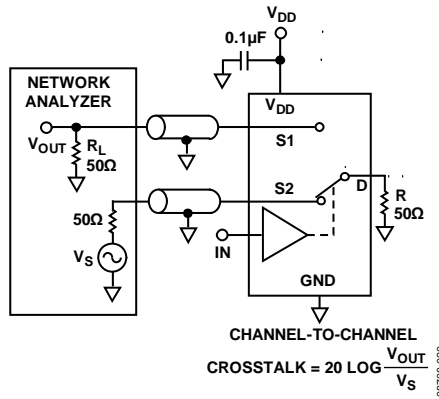 VDD
0.1µF
NETWORK
ANALYZER
VDD
VOUT
RL
50Ω
S1
S2
D
R
50Ω
50Ω
VS
IN
GND
CHANNEL-TO-CHANNEL
CROSSTALK = 20 LOG VOUT
VS